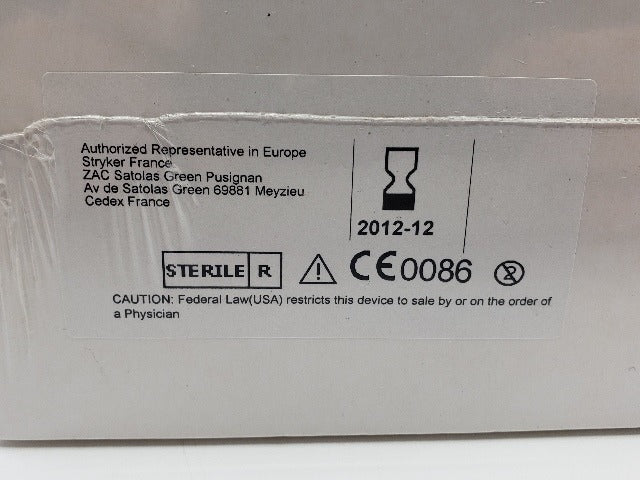 Authorized Representative in Europe
Stryker France
ZAC Satolas Green Pusignan
Av de Satolas Green 69881 Meyzieu
Cedex France
2012-12
STERILE R
CE0086
2
CAUTION: Federal Law(USA) restricts this device to sale by or on the order of
a Physician